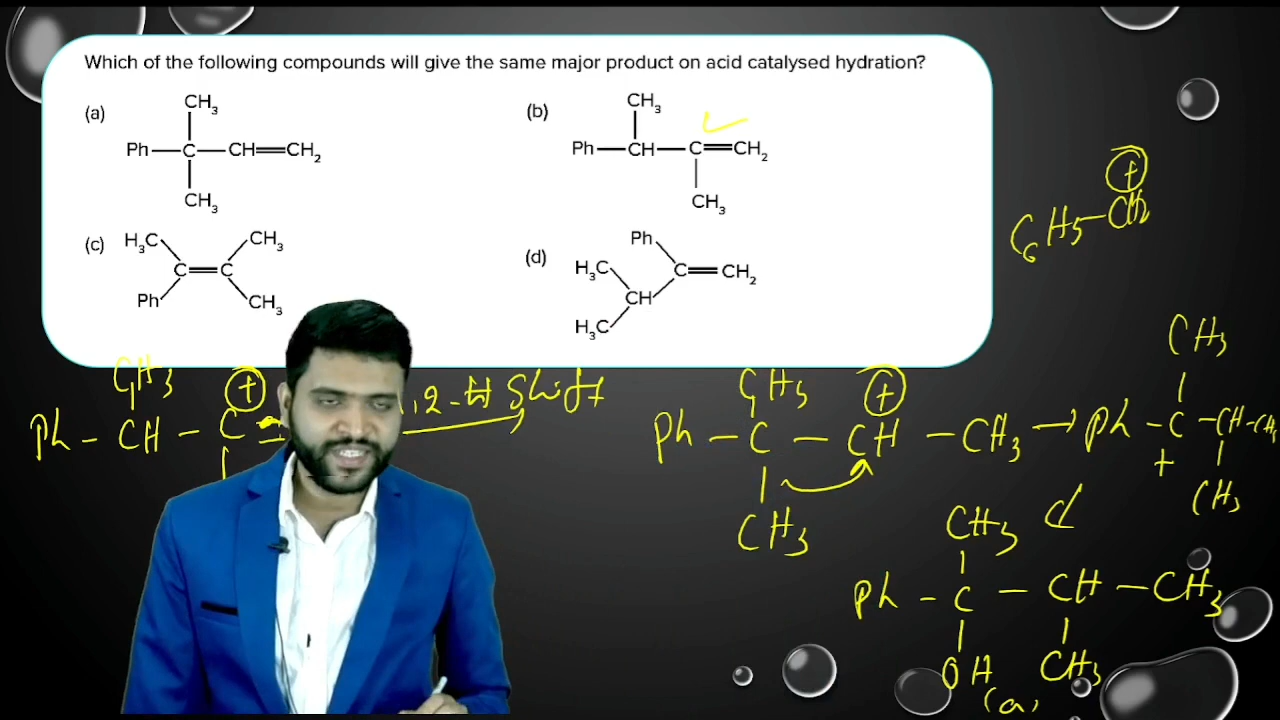 Which of the following compounds will give the same major product on acid catalysed hydration?
(a)
CH₃
Ph—C—CH=CH₂
CH₃
(b)
CH₃
Ph—CH—C=CH₂
CH₃
(c)
H₃C CH₃
C=C
Ph CH₃
(d)
Ph
H₃C C=CH₂
CH
H₃C
⊕
C₆H₅—CH₂
CH₃ ⊕
Ph - CH - C
1,2-H Shift
CH₃ ⊕
Ph - C - CH - CH₃ →
CH₃
CH₃
Ph - C - CH - CH₃
+ CH₃
CH₃
Ph - C - CH - CH₃
OH CH₃
(a)